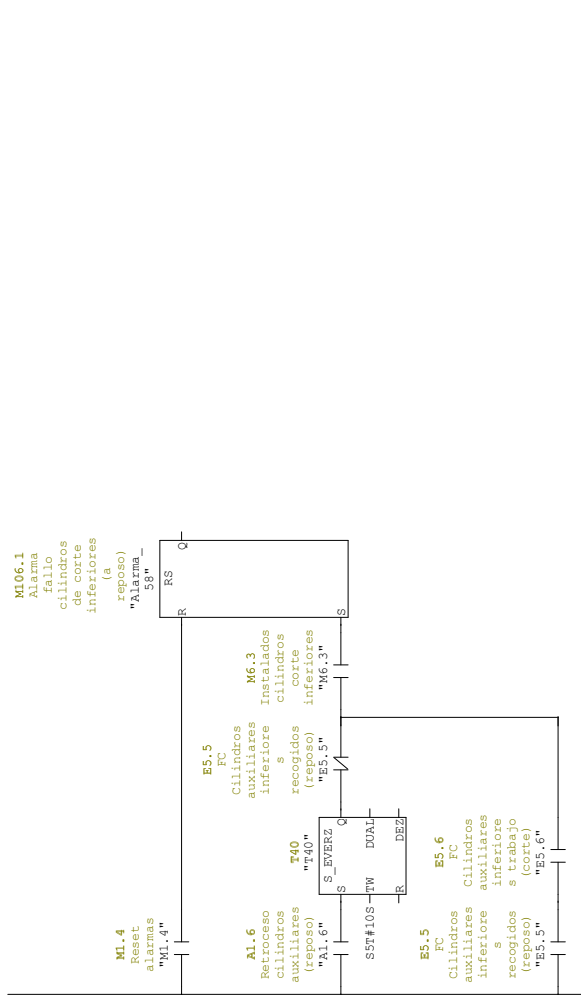 M106.1
Alarma
fallo
cilindros
de corte
inferiores
(a
reposo)
"Alarma_
58"
RS
R
Q
S
M1.4
Reset
alarmas
"M1.4"
M6.3
Instalados
cilindros
corte
inferiores
"M6.3"
E5.5
FC
Cilindros
auxiliares
inferiore
s
recogidos
(reposo)
"E5.5"
T40
"T40"
S_EVERZ
S
Q
TW
DUAL
R
DEZ
S5T#10S
A1.6
Retroceso
cilindros
auxiliares
(reposo)
"A1.6"
E5.5
FC
Cilindros
auxiliares
inferiore
s
recogidos
(reposo)
"E5.5"
E5.6
FC
Cilindros
auxiliares
inferiore
s trabajo
(corte)
"E5.6"